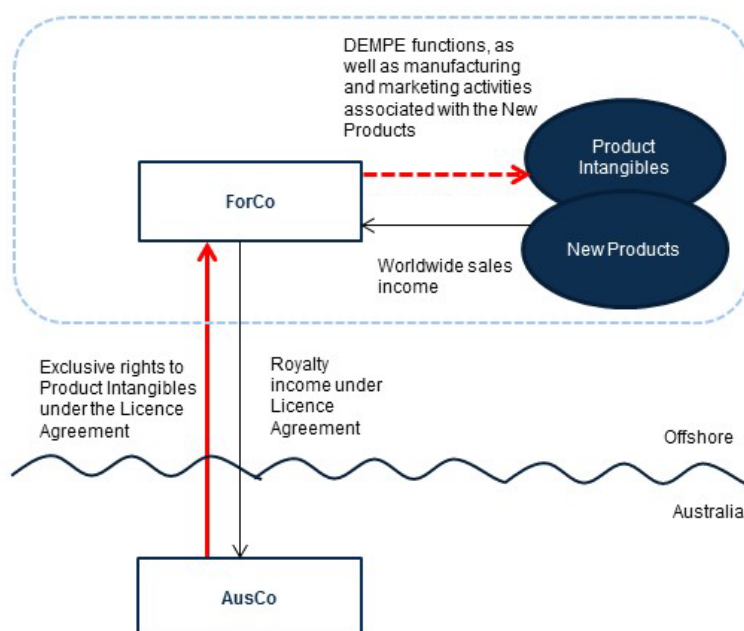 DEMPE functions, as
well as manufacturing
and marketing activities
associated with the New
Products
Product
Intangibles
ForCo
New Products
Worldwide sales
income
Exclusive rights to
Product Intangibles
under the Licence
Agreement
Royalty
income under
Licence
Agreement
Offshore
Australia
AusCo